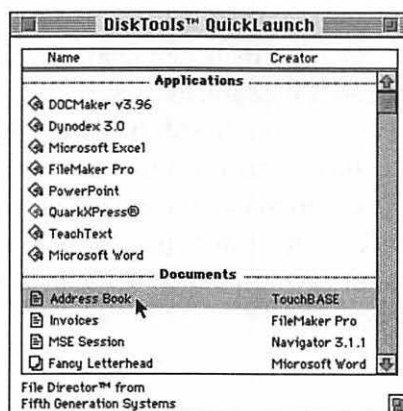 DiskTools™ QuickLaunch
Name Creator
Applications
DOCMaker v3.96
Dynodex 3.0
Microsoft Excel
FileMaker Pro
PowerPoint
QuarkXPress®
TeachText
Microsoft Word
Documents
Address Book TouchBASE
Invoices FileMaker Pro
MSE Session Navigator 3.1.1
Fancy Letterhead Microsoft Word
File Director™ from
Fifth Generation Systems